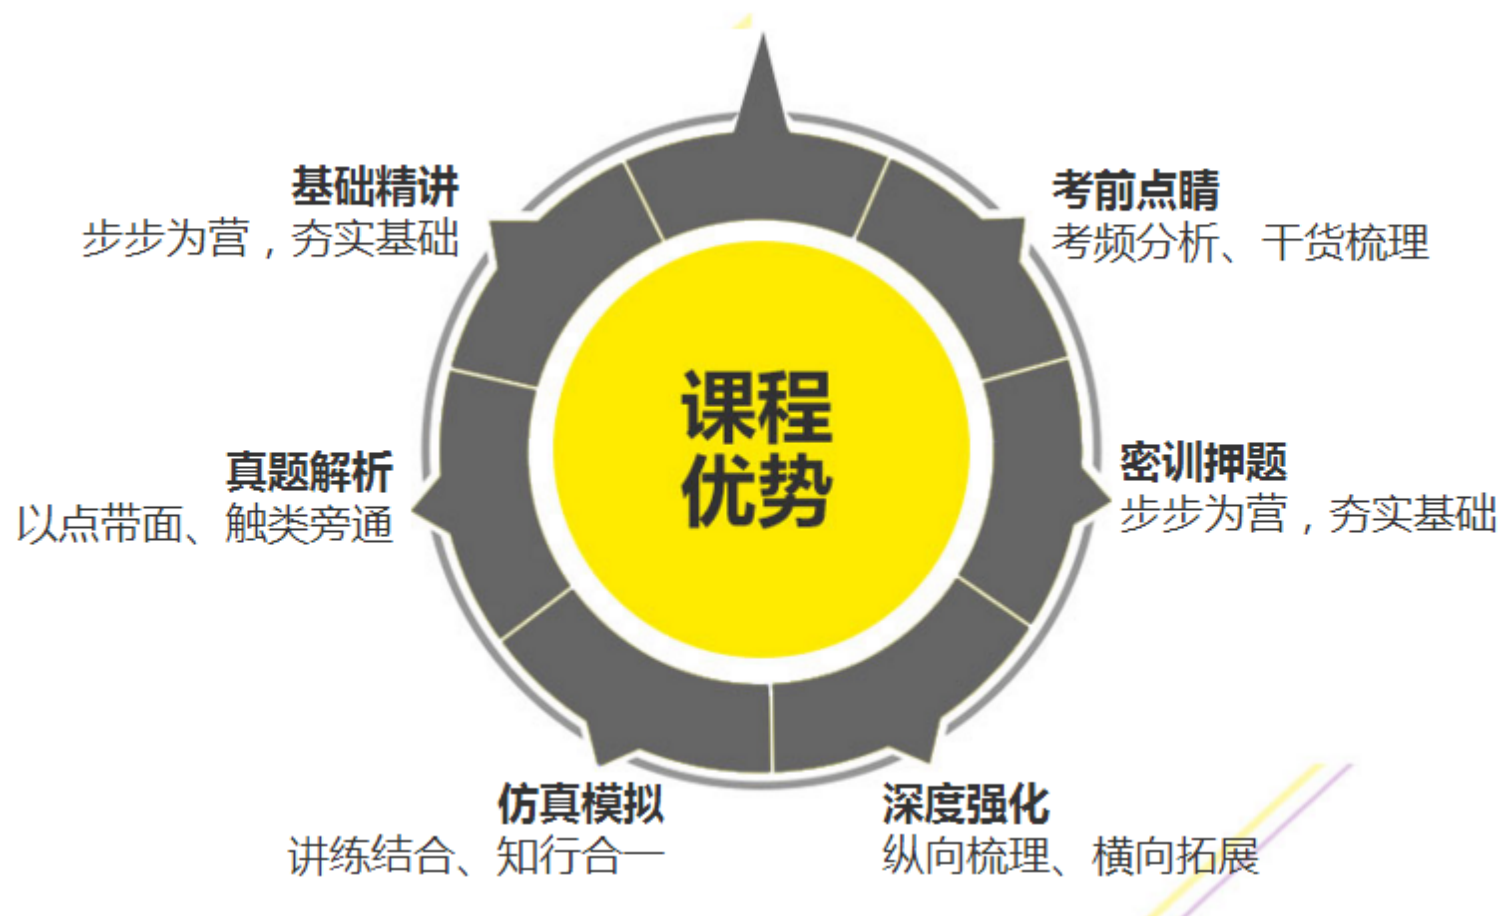 基础精讲
步步为营，夯实基础
考前点睛
考频分析、干货梳理
课程
优势
真题解析
以点带面、触类旁通
密训押题
步步为营，夯实基础
仿真模拟
讲练结合、知行合一
深度强化
纵向梳理、横向拓展